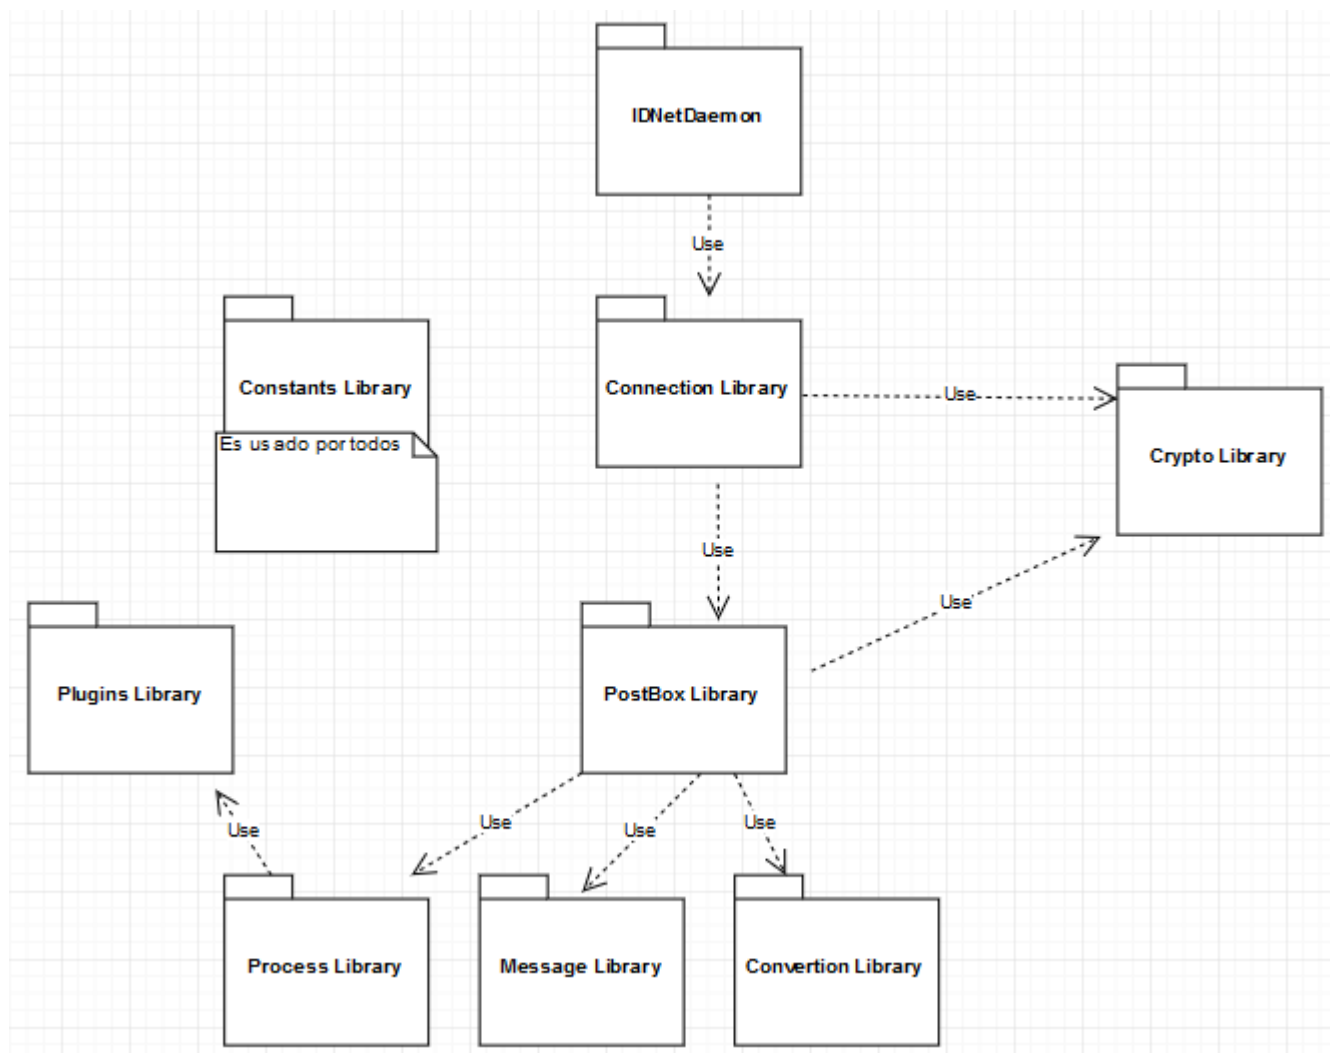 IDNetDaemon
Use
Constants Library
Connection Library
Use
Crypto Library
Es usado por todos
Use
Use
Plugins Library
PostBox Library
Use
Use
Use
Use
Process Library
Message Library
Convertion Library